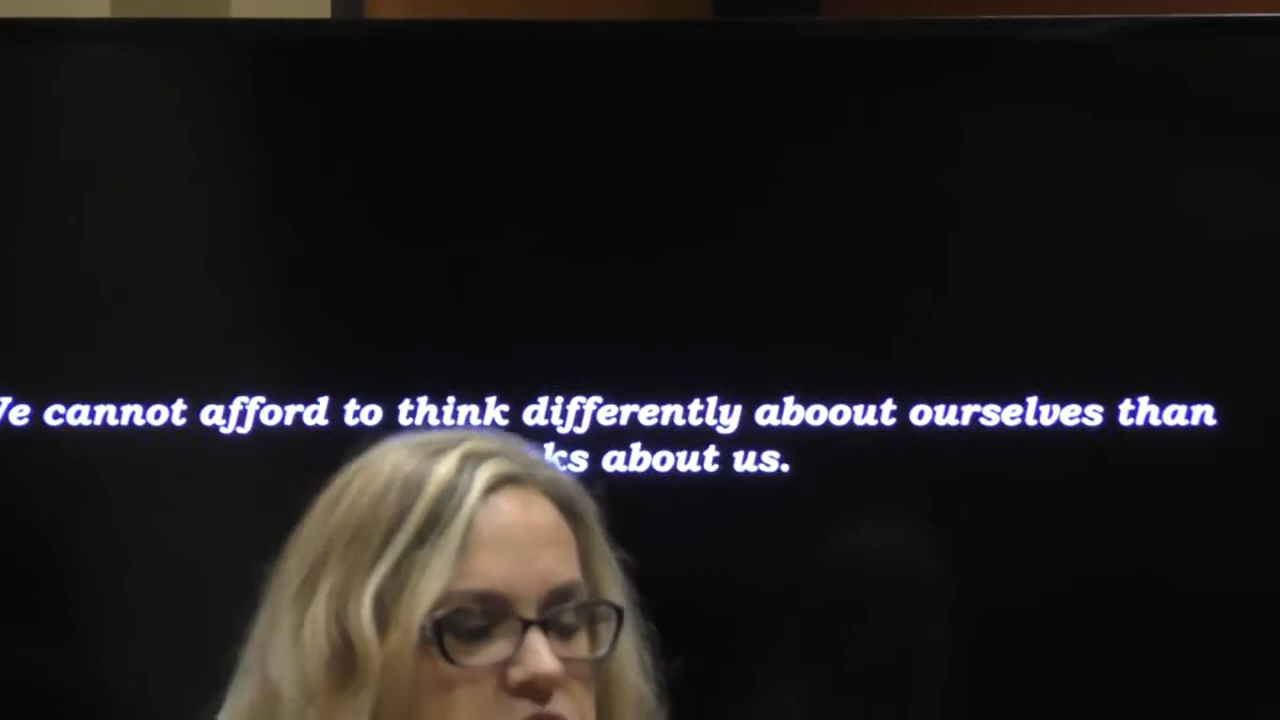 cannot afford to think differently aboout ourselves than
about us.